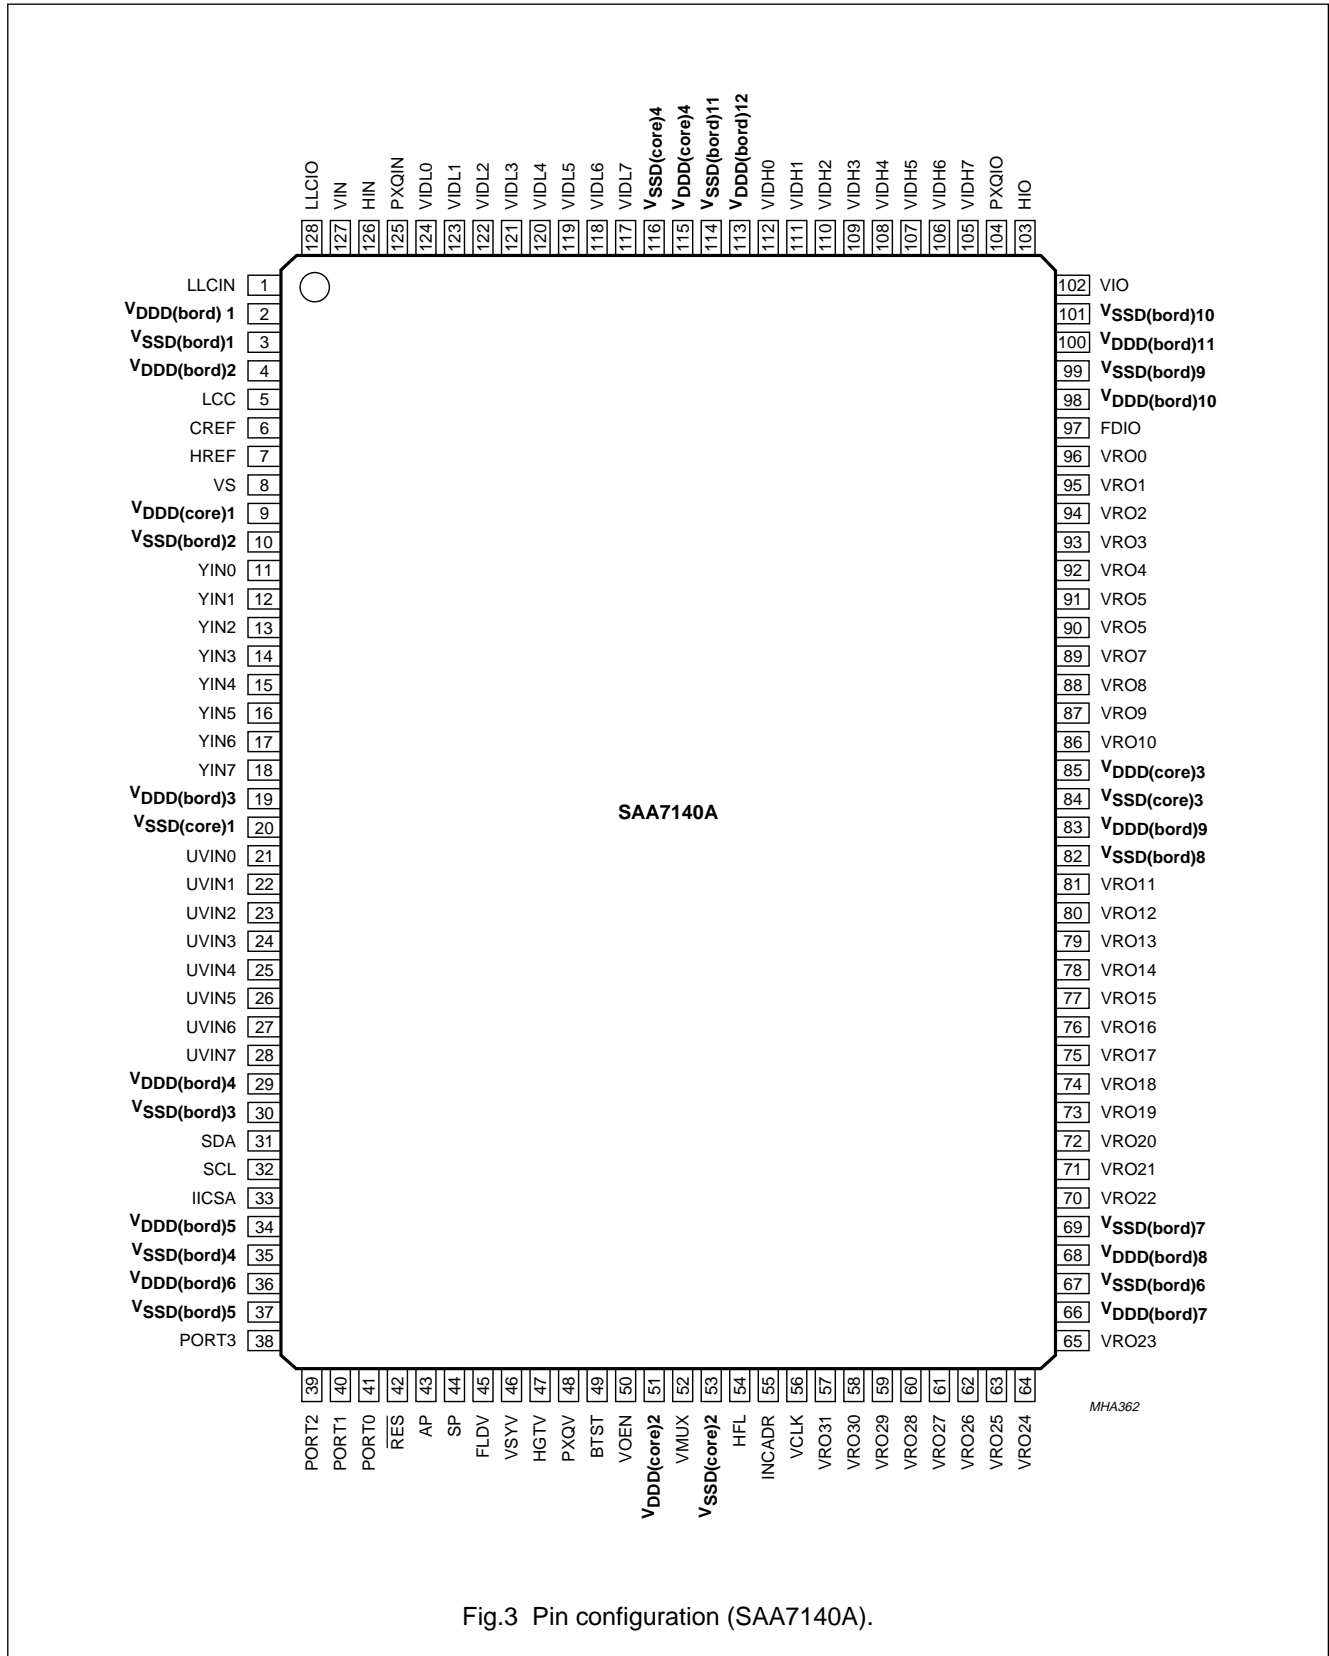 LLCIO
VIN
HIN
PXQIN
VIDL0
VIDL1
VIDL2
VIDL3
VIDL4
VIDL5
VIDL6
VIDL7
VSSD(core)4
VDDD(core)4
VSSD(bord)11
VDDD(bord)12
VIDH0
VIDH1
VIDH2
VIDH3
VIDH4
VIDH5
VIDH6
VIDH7
PXQIO
HIO
128
127
126
125
124
123
122
121
120
119
118
117
116
115
114
113
112
111
110
109
108
107
106
105
104
103
LLCIN 1
VDDD(bord) 1 2
VSSD(bord)1 3
VDDD(bord)2 4
LCC 5
CREF 6
HREF 7
VS 8
VDDD(core)1 9
VSSD(bord)2 10
YIN0 11
YIN1 12
YIN2 13
YIN3 14
YIN4 15
YIN5 16
YIN6 17
YIN7 18
VDDD(bord)3 19
VSSD(core)1 20
UVIN0 21
UVIN1 22
UVIN2 23
UVIN3 24
UVIN4 25
UVIN5 26
UVIN6 27
UVIN7 28
VDDD(bord)4 29
VSSD(bord)3 30
SDA 31
SCL 32
IICSA 33
VDDD(bord)5 34
VSSD(bord)4 35
VDDD(bord)6 36
VSSD(bord)5 37
PORT3 38
SAA7140A
102 VIO
101 VSSD(bord)10
100 VDDD(bord)11
99 VSSD(bord)9
98 VDDD(bord)10
97 FDIO
96 VRO0
95 VRO1
94 VRO2
93 VRO3
92 VRO4
91 VRO5
90 VRO5
89 VRO7
88 VRO8
87 VRO9
86 VRO10
85 VDDD(core)3
84 VSSD(core)3
83 VDDD(bord)9
82 VSSD(bord)8
81 VRO11
80 VRO12
79 VRO13
78 VRO14
77 VRO15
76 VRO16
75 VRO17
74 VRO18
73 VRO19
72 VRO20
71 VRO21
70 VRO22
69 VSSD(bord)7
68 VDDD(bord)8
67 VSSD(bord)6
66 VDDD(bord)7
65 VRO23
39
40
41
42
43
44
45
46
47
48
49
50
51
52
53
54
55
56
57
58
59
60
61
62
63
64
PORT2
PORT1
PORT0
RES
AP
SP
FLDV
VSYV
HGTV
PXQV
BTST
VOEN
VDDD(core)2
VMUX
VSSD(core)2
HFL
INCADR
VCLK
VRO31
VRO30
VRO29
VRO28
VRO27
VRO26
VRO25
VRO24
MHA362
Fig.3 Pin configuration (SAA7140A).